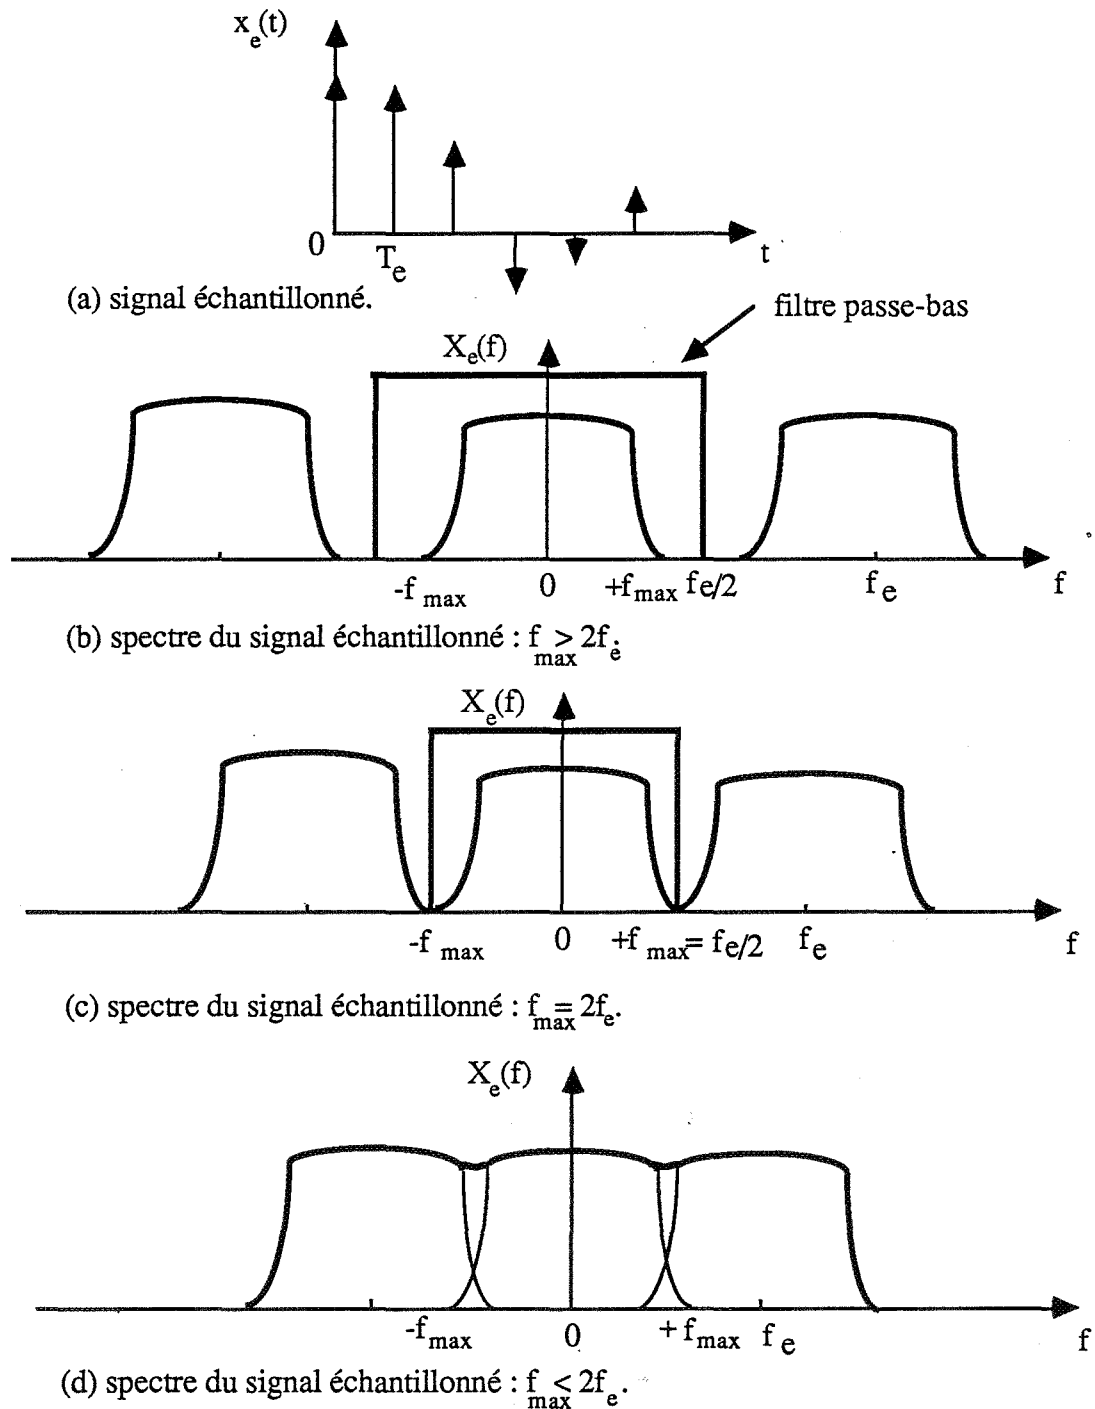 x_e(t)
0
T_e
t
(a) signal échantillonné.
filtre passe-bas
X_e(f)
-f_max
0
+f_max
f_e/2
f_e
f
(b) spectre du signal échantillonné : f_max > 2f_e.
X_e(f)
-f_max
0
+f_max = f_e/2
f_e
f
(c) spectre du signal échantillonné : f_max = 2f_e.
X_e(f)
-f_max
0
+f_max
f_e
f
(d) spectre du signal échantillonné : f_max < 2f_e.